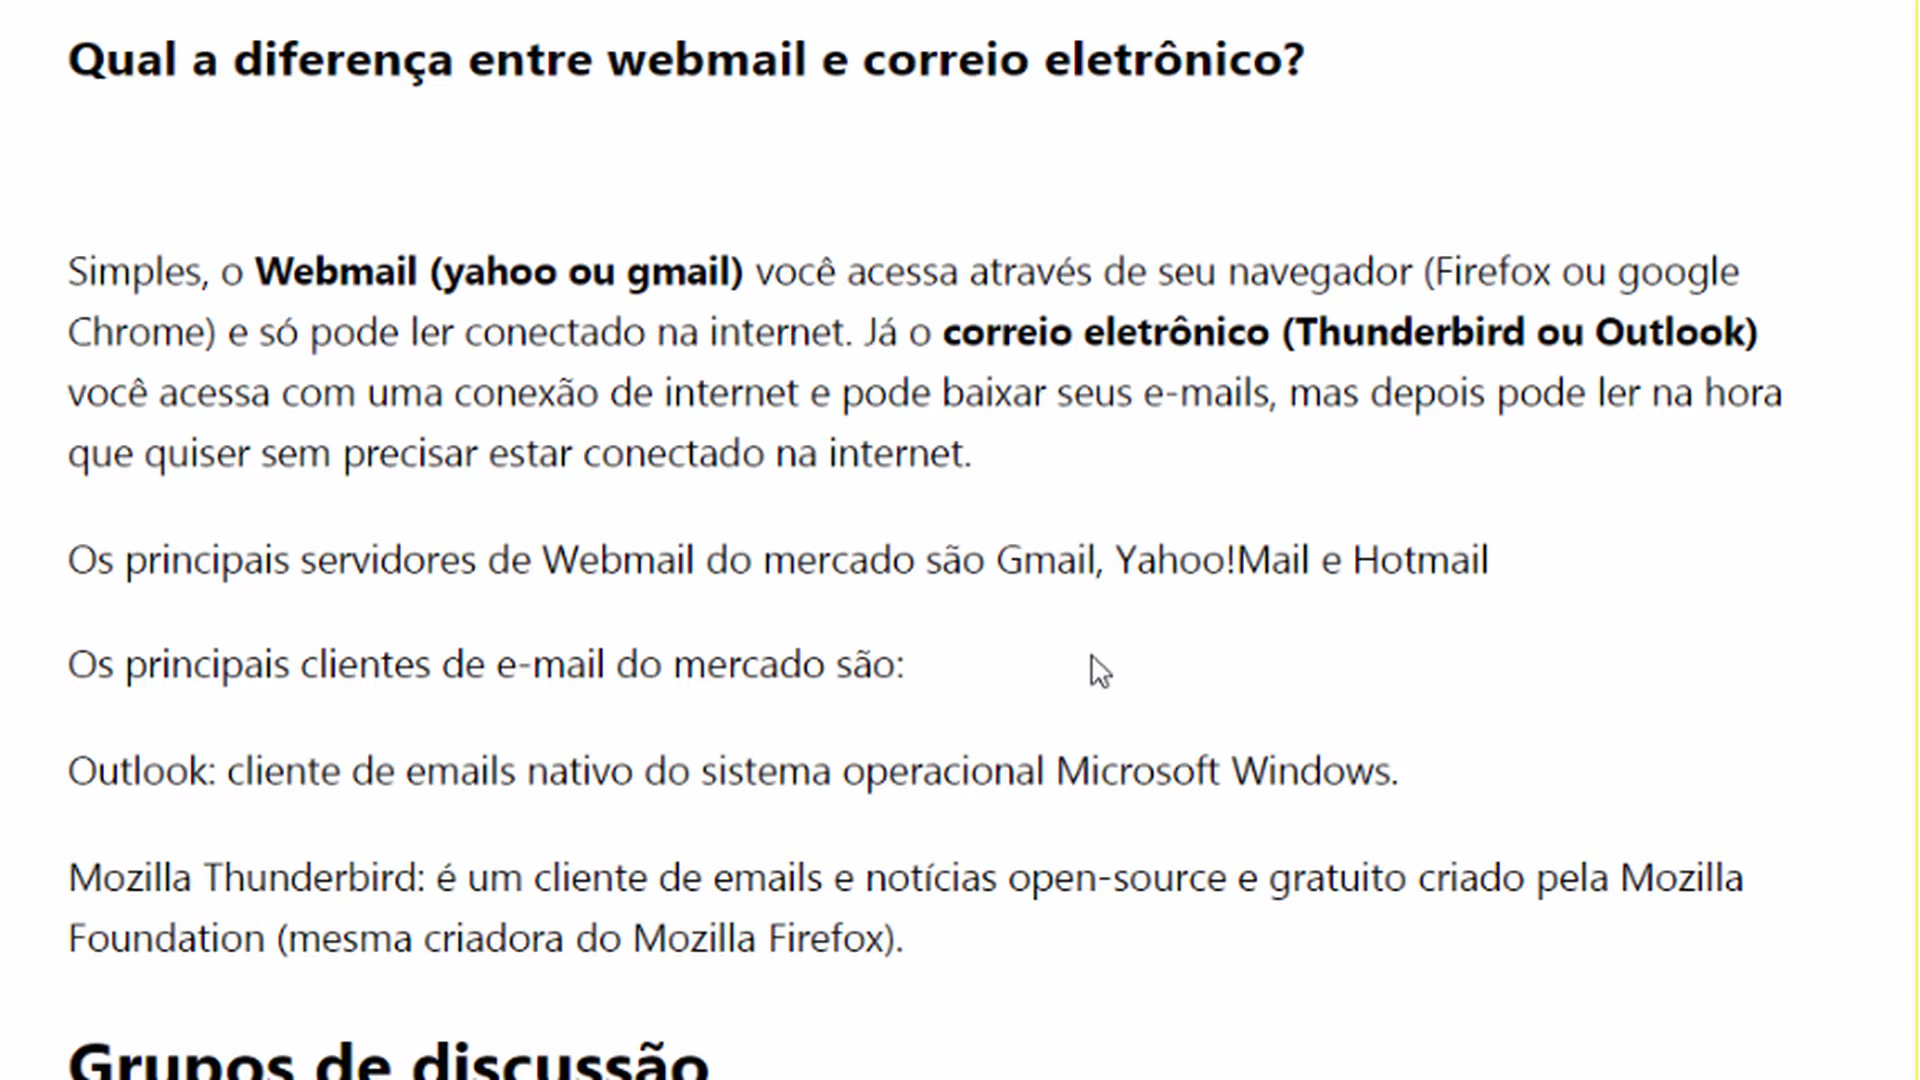 Qual a diferença entre webmail e correio eletrônico?
Simples, o Webmail (yahoo ou gmail) você acessa através de seu navegador (Firefox ou google
Chrome) e só pode ler conectado na internet. Já o correio eletrônico (Thunderbird ou Outlook)
você acessa com uma conexão de internet e pode baixar seus e-mails, mas depois pode ler na hora
que quiser sem precisar estar conectado na internet.
Os principais servidores de Webmail do mercado são Gmail, Yahoo!Mail e Hotmail
Os principais clientes de e-mail do mercado são:
Outlook: cliente de emails nativo do sistema operacional Microsoft Windows.
Mozilla Thunderbird: é um cliente de emails e notícias open-source e gratuito criado pela Mozilla
Foundation (mesma criadora do Mozilla Firefox).
Grupos de discussão